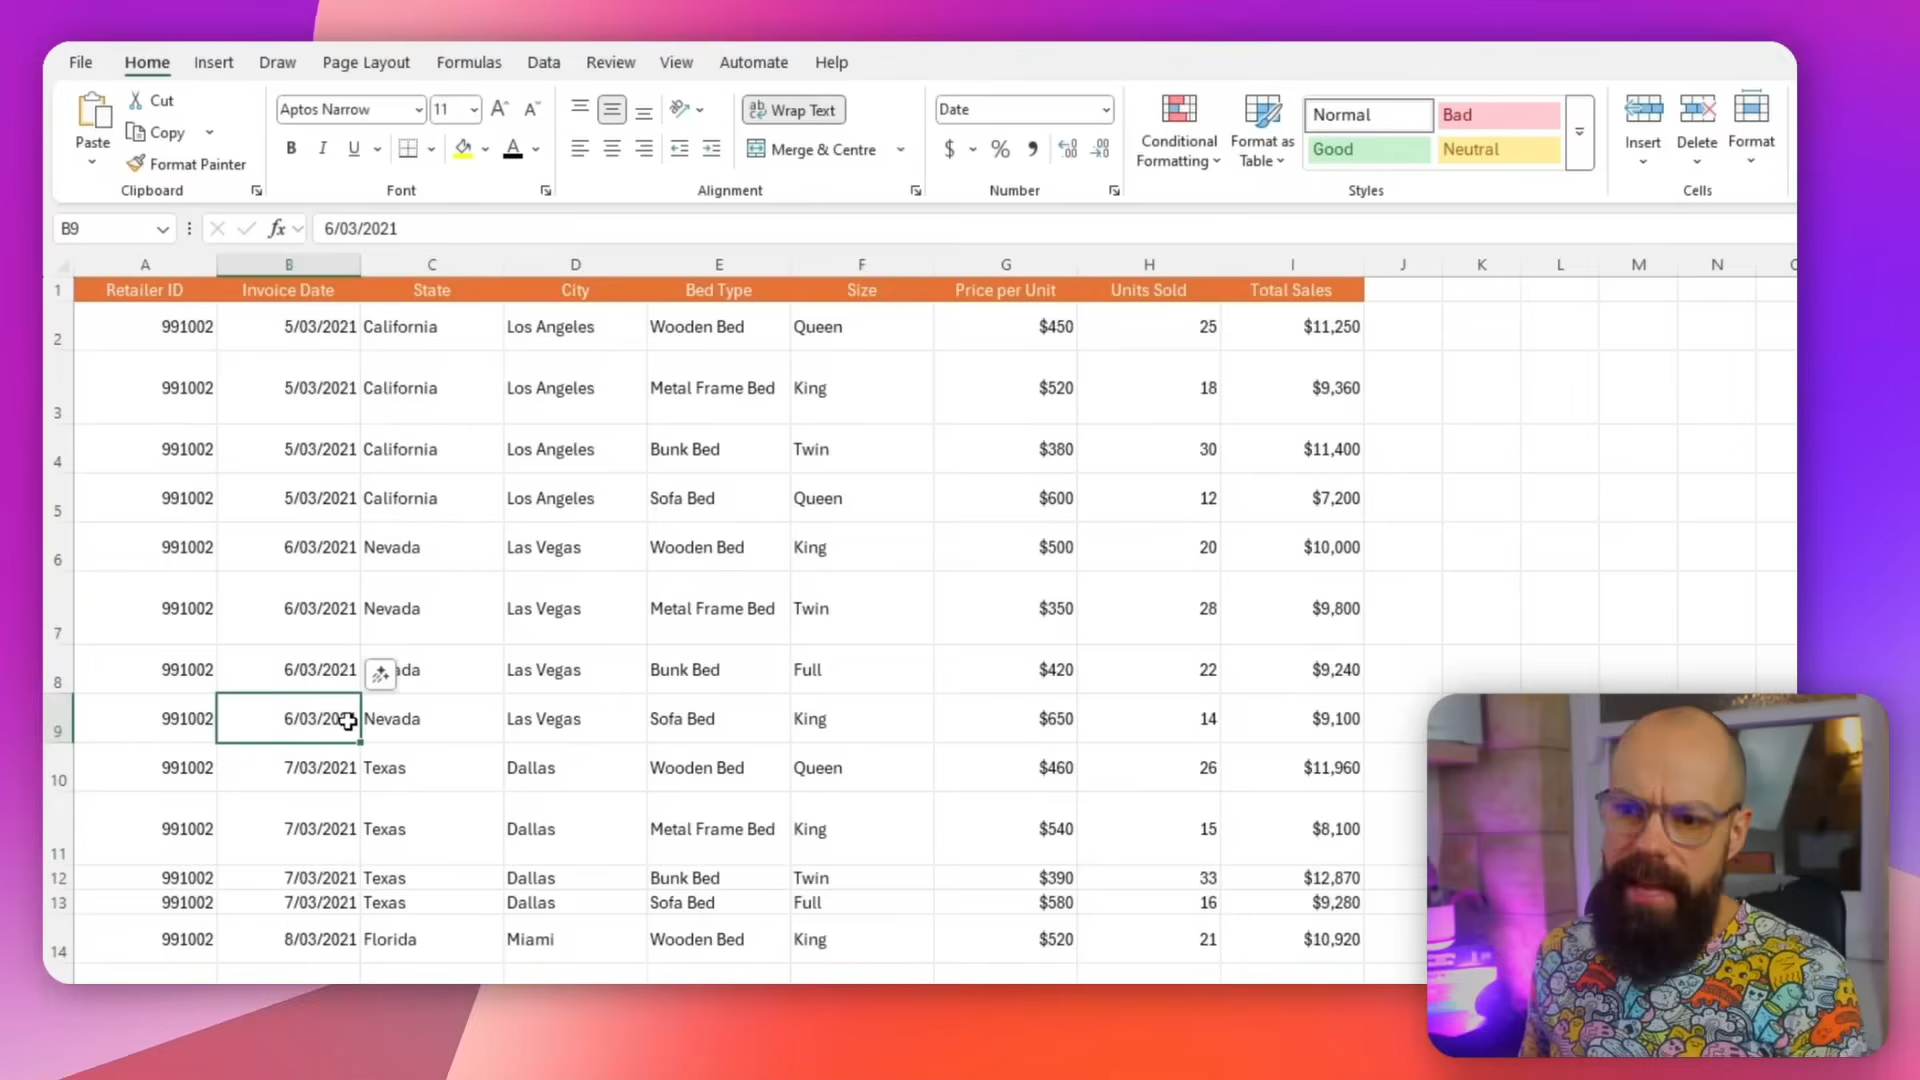 File Home Insert Draw Page Layout Formulas Data Review View Automate Help
Paste
Cut
Copy
Format Painter
Clipboard
Aptos Narrow 11 A A
B I U A
Font
ab Wrap Text
Merge & Centre
Alignment
Date
$ % 9
Number
Conditional Formatting
Format as Table
Normal Bad
Good Neutral
Styles
Insert Delete Format
Cells
B9 fx 6/03/2021
A B C D E F G H I J K L M N
1 Retailer ID Invoice Date State City Bed Type Size Price per Unit Units Sold Total Sales
2 991002 5/03/2021 California Los Angeles Wooden Bed Queen $450 25 $11,250
3 991002 5/03/2021 California Los Angeles Metal Frame Bed King $520 18 $9,360
4 991002 5/03/2021 California Los Angeles Bunk Bed Twin $380 30 $11,400
5 991002 5/03/2021 California Los Angeles Sofa Bed Queen $600 12 $7,200
6 991002 6/03/2021 Nevada Las Vegas Wooden Bed King $500 20 $10,000
7 991002 6/03/2021 Nevada Las Vegas Metal Frame Bed Twin $350 28 $9,800
8 991002 6/03/2021 ada Las Vegas Bunk Bed Full $420 22 $9,240
9 991002 6/03/20 Nevada Las Vegas Sofa Bed King $650 14 $9,100
10 991002 7/03/2021 Texas Dallas Wooden Bed Queen $460 26 $11,960
11 991002 7/03/2021 Texas Dallas Metal Frame Bed King $540 15 $8,100
12 991002 7/03/2021 Texas Dallas Bunk Bed Twin $390 33 $12,870
13 991002 7/03/2021 Texas Dallas Sofa Bed Full $580 16 $9,280
14 991002 8/03/2021 Florida Miami Wooden Bed King $520 21 $10,920